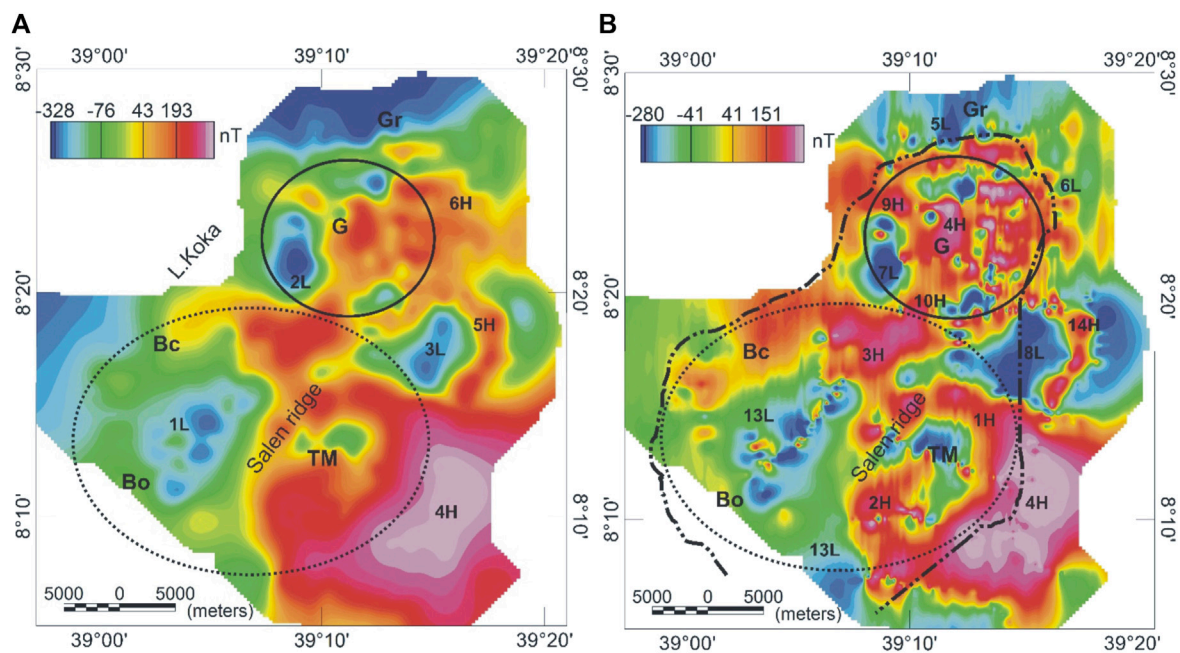 A
39°00'
39°10'
39°20'
8°30'
8°30'
-328 -76 43 193
nT
Gr
6H
G
2L
L.Koka
8°20'
8°20'
5H
3L
Bc
1L
Salen ridge
TM
Bo
4H
8°10'
8°10'
5000 0 5000
(meters)
39°00'
39°10'
39°20'
B
39°00'
39°10'
39°20'
8°30'
8°30'
-280 -41 41 151
nT
Gr
5L
6L
9H
4H
G
7L
10H
8°20'
8°20'
14H
Bc
3H
8L
13L
1H
Salen ridge
TM
Bo
2H
4H
8°10'
8°10'
13L
5000 0 5000
(meters)
39°00'
39°10'
39°20'